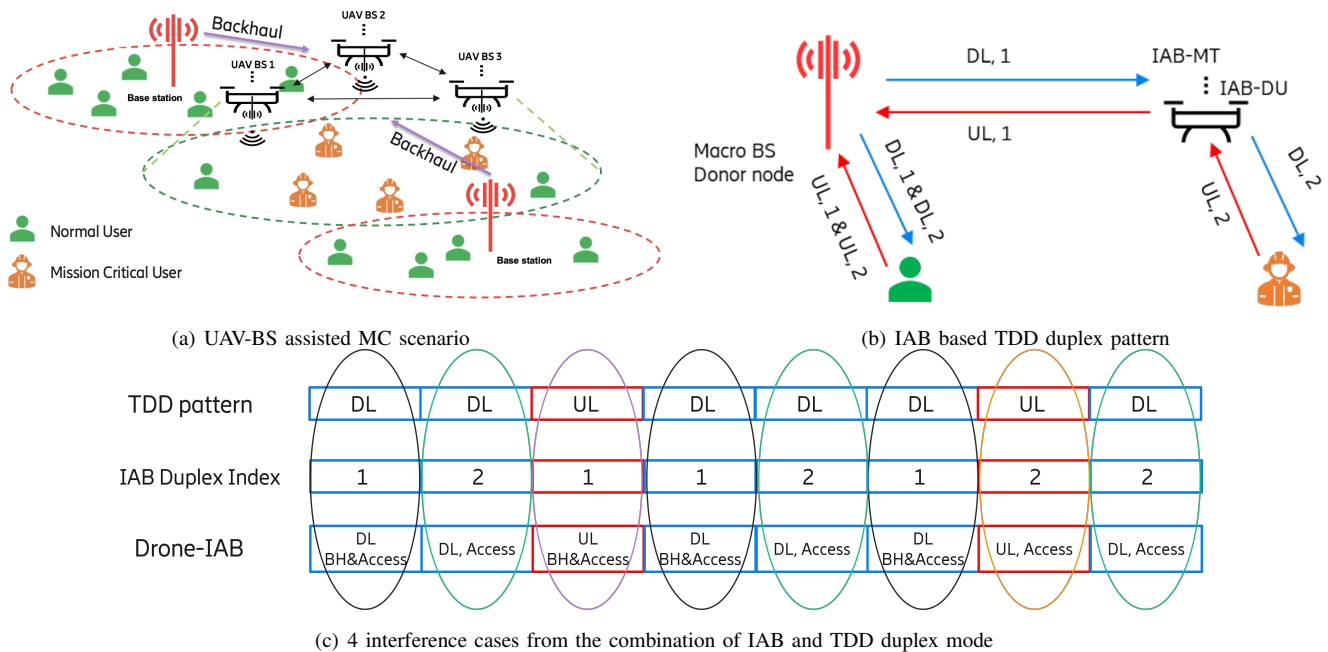 UAV BS 2
Backhaul
UAV BS 1
UAV BS 3
Base station
Backhaul
Normal User
Mission Critical User
Base station
(a) UAV-BS assisted MC scenario
DL, 1
IAB-MT
IAB-DU
UL, 1
Macro BS
Donor node
DL, 1 & DL, 2
UL, 1 & UL, 2
DL, 2
UL, 2
(b) IAB based TDD duplex pattern
TDD pattern DL DL UL DL DL DL UL DL
IAB Duplex Index 1 2 1 1 2 1 2 2
Drone-IAB
DL
BH&Access
DL, Access
UL
BH&Access
DL
BH&Access
DL, Access
DL
BH&Access
UL, Access
DL, Access
(c) 4 interference cases from the combination of IAB and TDD duplex mode